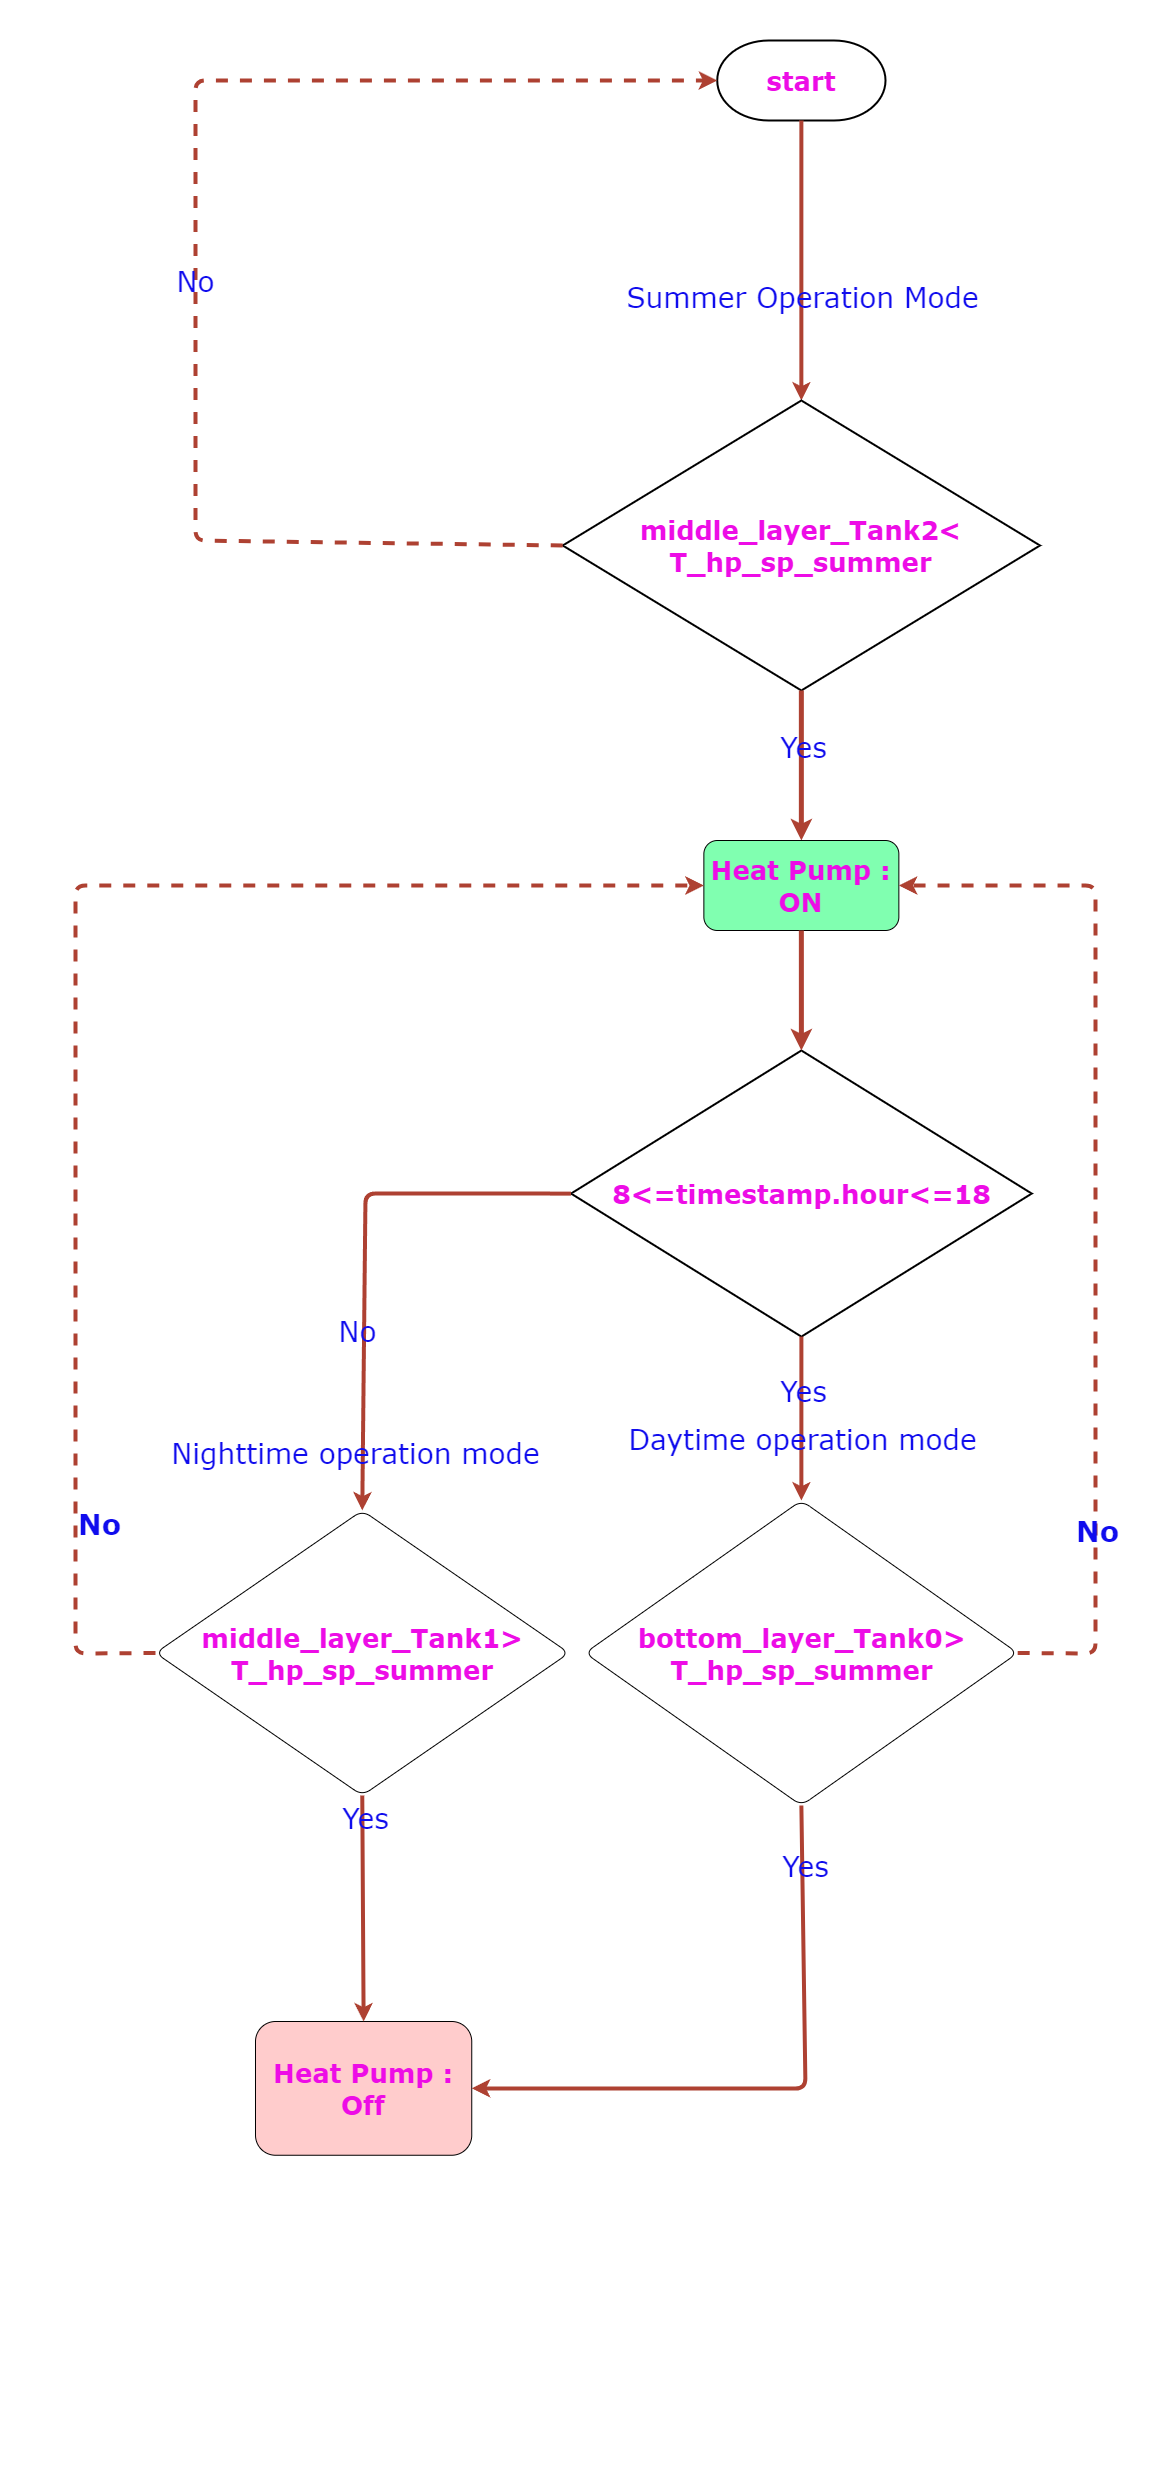 start
No
Summer Operation Mode
middle_layer_Tank2<
T_hp_sp_summer
Yes
Heat Pump :
ON
8<=timestamp.hour<=18
No
Yes
Daytime operation mode
Nighttime operation mode
No
No
middle_layer_Tank1>
T_hp_sp_summer
bottom_layer_Tank0>
T_hp_sp_summer
Yes
Yes
Heat Pump :
Off